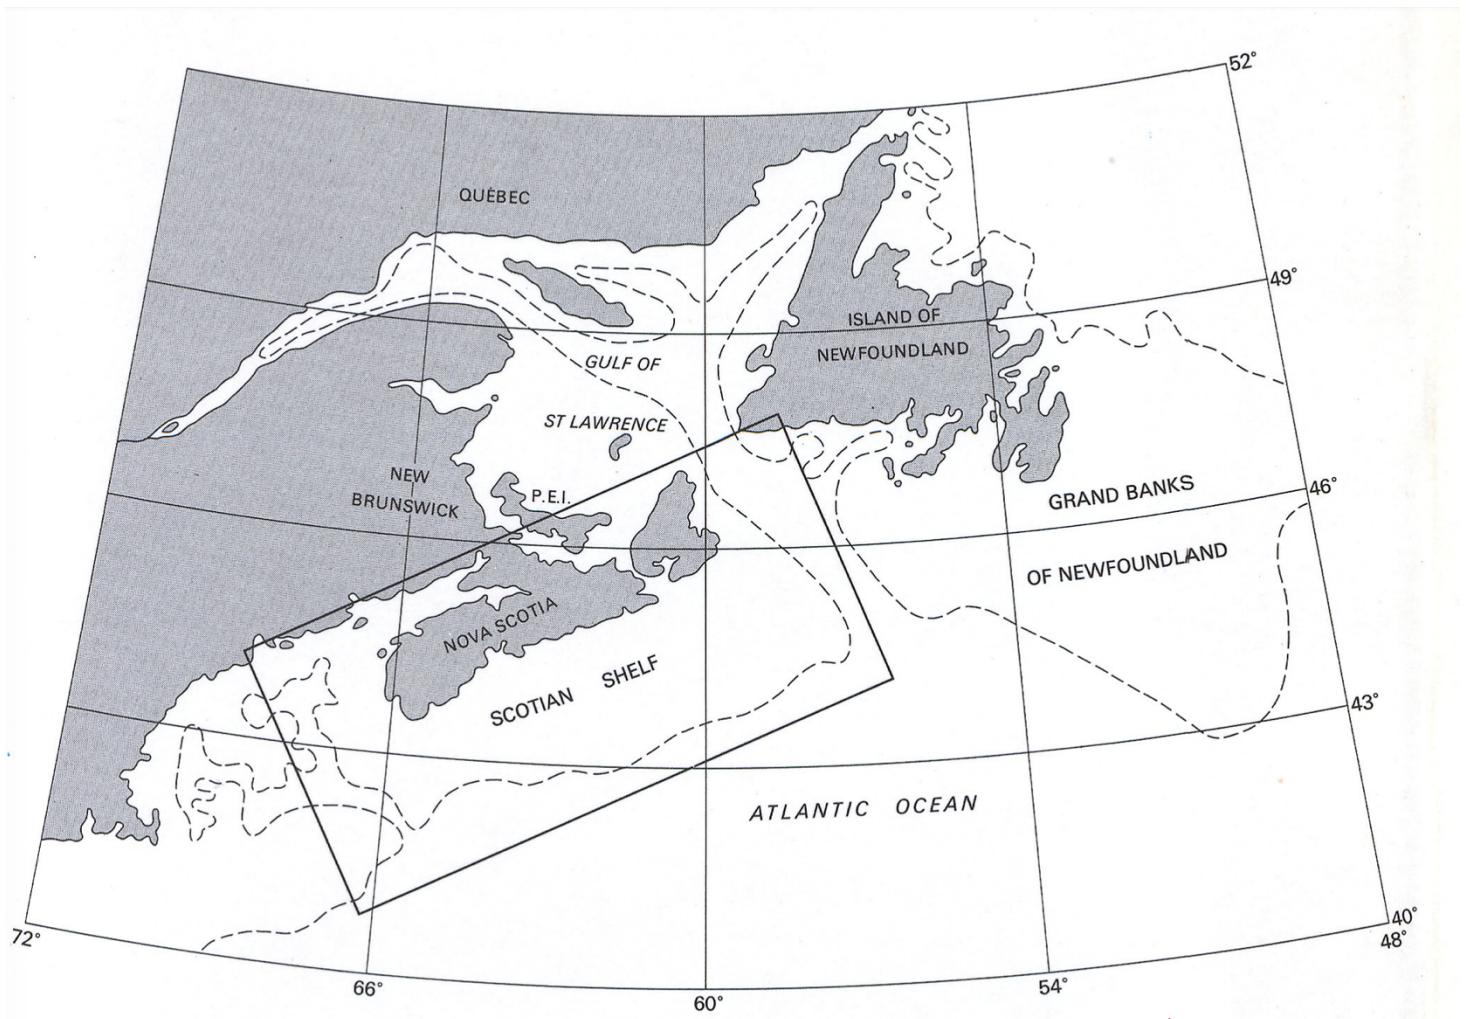 52°
QUÉBEC
49°
ISLAND OF
NEWFOUNDLAND
GULF OF
ST LAWRENCE
NEW
BRUNSWICK
P.E.I.
46°
GRAND BANKS
OF NEWFOUNDLAND
NOVA SCOTIA
SCOTIAN SHELF
43°
ATLANTIC OCEAN
40°
48°
72°
66°
60°
54°